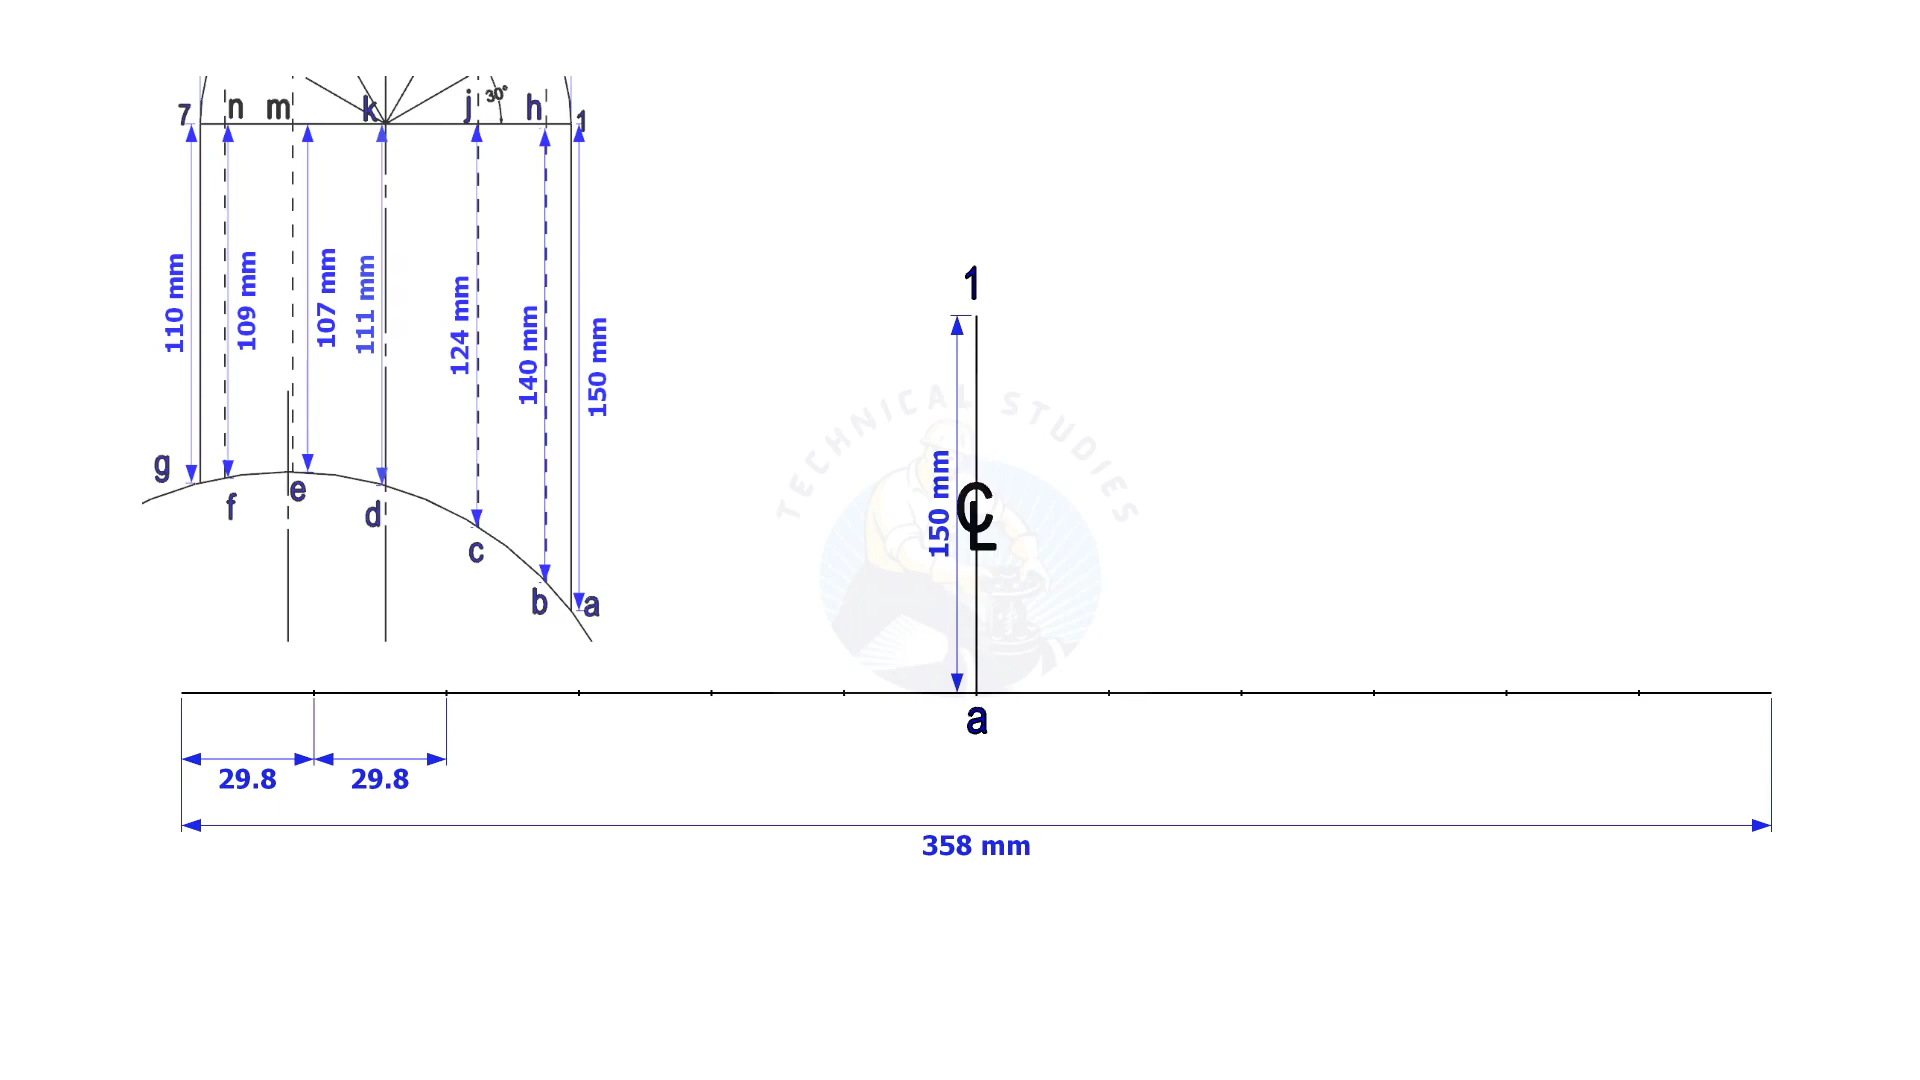 7 n m k j 30° h 1
110 mm
109 mm
107 mm
111 mm
124 mm
140 mm
150 mm
g f e d c b a
1
TECHNICAL STUDIES
150 mm
CL
a
29.8 29.8
358 mm